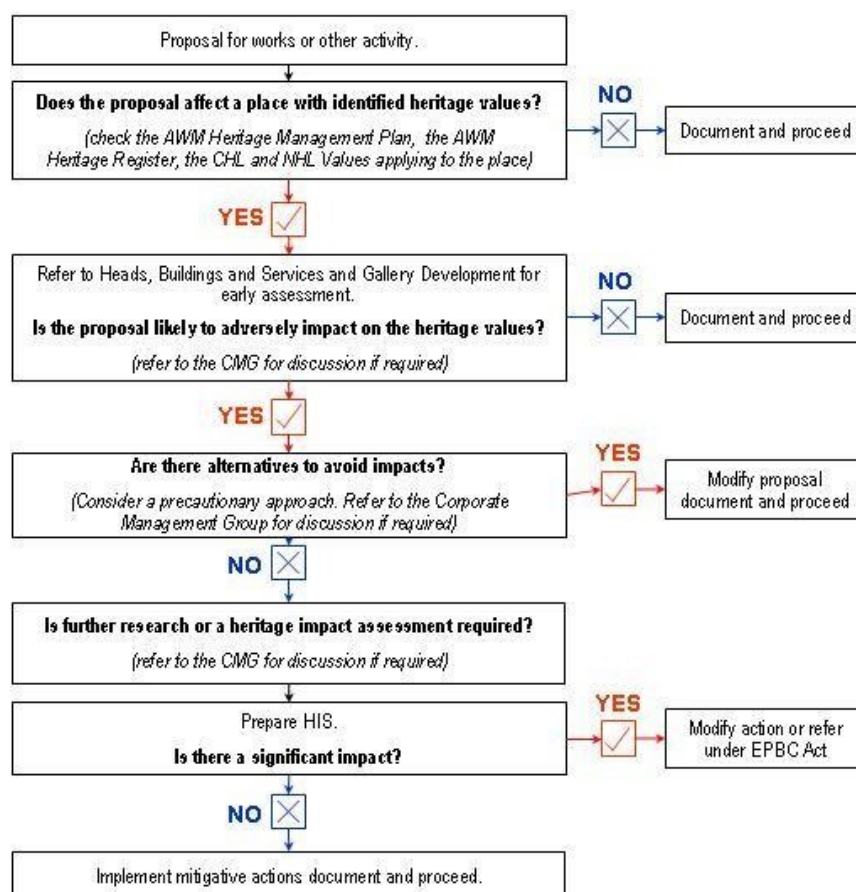 Proposal for works or other activity.
Does the proposal affect a place with identified heritage values?
(check the AWM Heritage Management Plan, the AWM
Heritage Register, the CHL and NHL Values applying to the place)
NO
Document and proceed
YES
Refer to Heads, Buildings and Services and Gallery Development for
early assessment.
Is the proposal likely to adversely impact on the heritage values?
(refer to the CMG for discussion if required)
NO
Document and proceed
YES
Are there alternatives to avoid impacts?
(Consider a precautionary approach. Refer to the Corporate
Management Group for discussion if required)
YES
Modify proposal
document and proceed
NO
Is further research or a heritage impact assessment required?
(refer to the CMG for discussion if required)
Prepare HIS.
Is there a significant impact?
YES
Modify action or refer
under EPBC Act
NO
Implement mitigative actions document and proceed.